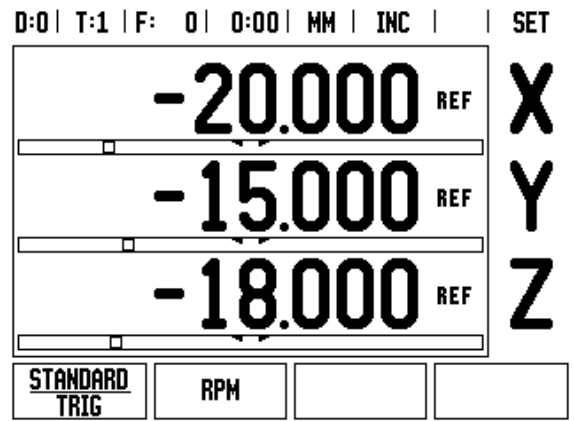 D:0| T:1 |F: 0| 0:00| MM | INC | | SET
-20.000 REF X
-15.000 REF Y
-18.000 REF Z
STANDARD
TRIG
RPM